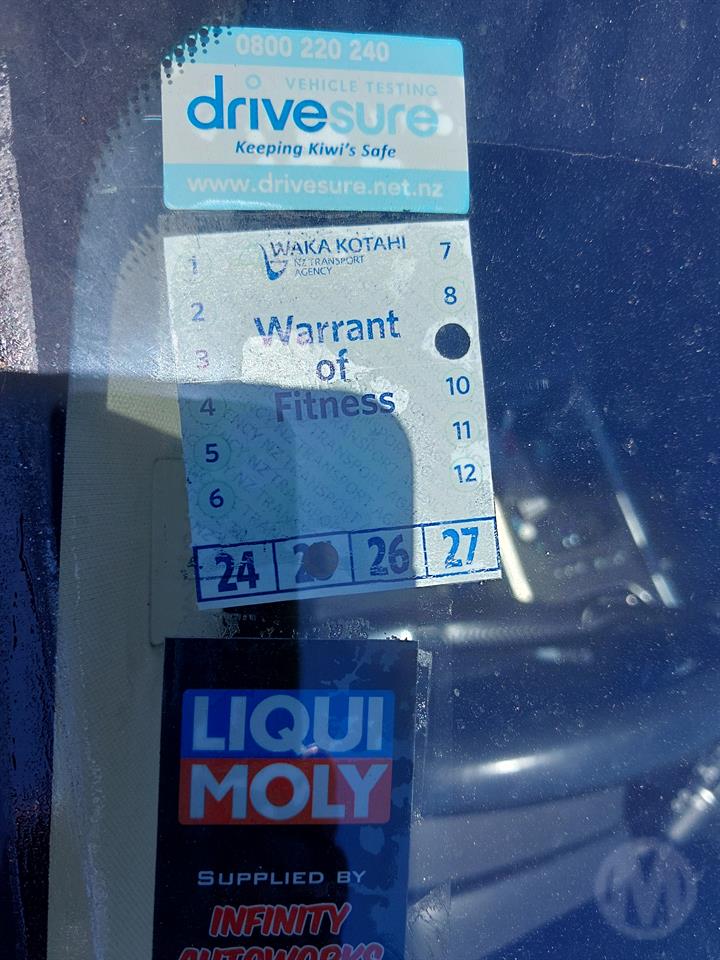 0800 220 240
VEHICLE TESTING
drivesure
Keeping Kiwi's Safe
www.drivesure.net.nz
WAKA KOTAHI
NZ TRANSPORT
AGENCY
Warrant
of
Fitness
1
2
3
4
5
6
7
8
10
11
12
24 26 27
LIQUI
MOLY
SUPPLIED BY
INFINITY
AUTOWORKS
M